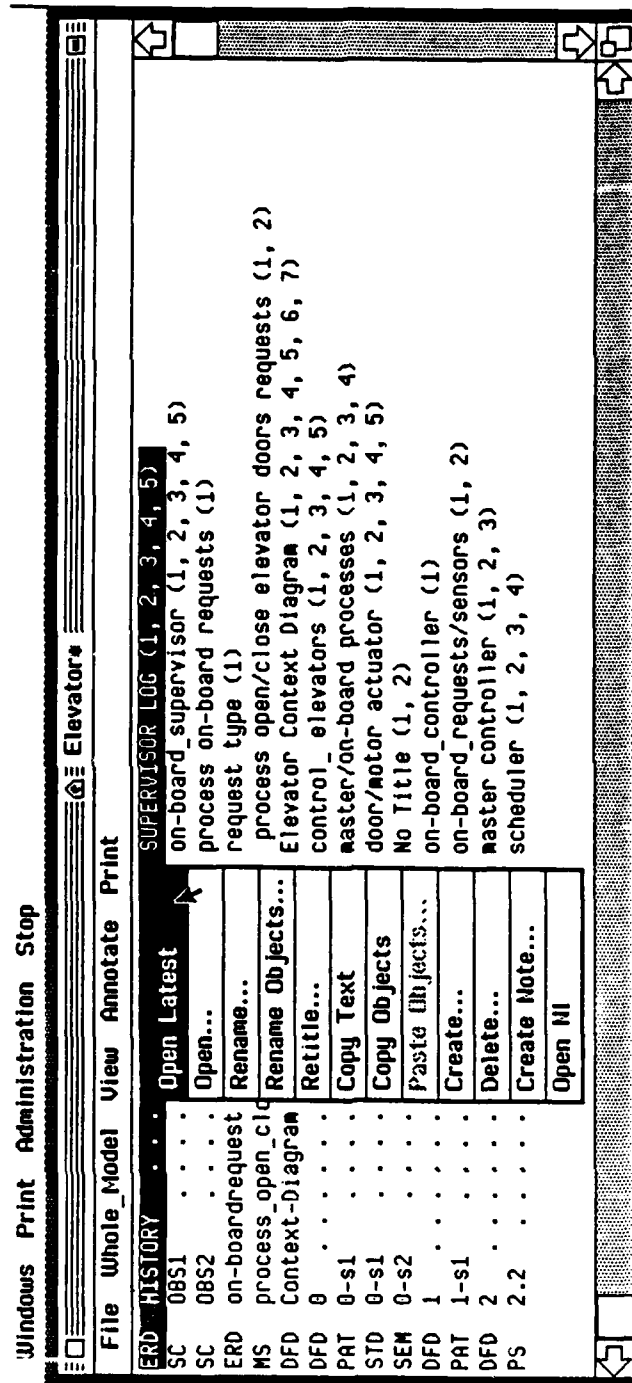 Windows Print Administration Stop
Elevator*
File Whole_Model View Annotate Print
ERD HISTORY . . . SUPERVISOR LOG (1, 2, 3, 4, 5)
SC OBS1 . . . . on-board_supervisor (1, 2, 3, 4, 5)
SC OBS2 . . . . process on-board requests (1)
ERD on-boardrequest request type (1)
MS process_open_clo process open/close elevator doors requests (1, 2)
DFD Context-Diagram Elevator Context Diagram (1, 2, 3, 4, 5, 6, 7)
DFD 0 . . . . . . control_ elevators (1, 2, 3, 4, 5)
PAT 0-s1 . . . . master/on-board processes (1, 2, 3, 4)
STD 0-s1 . . . . door/motor actuator (1, 2, 3, 4, 5)
SEM 0-s2 . . . . No Title (1, 2)
DFD 1 . . . . . . on-board_controller (1)
PAT 1-s1 . . . . on-board_requests/sensors (1, 2)
DFD 2 . . . . . . master controller (1, 2, 3)
PS 2.2 . . . . . scheduler (1, 2, 3, 4)
Open Latest
Open...
Rename...
Rename Objects...
Retitle...
Copy Text
Copy Objects
Paste Objects...
Create...
Delete...
Create Note...
Open NI